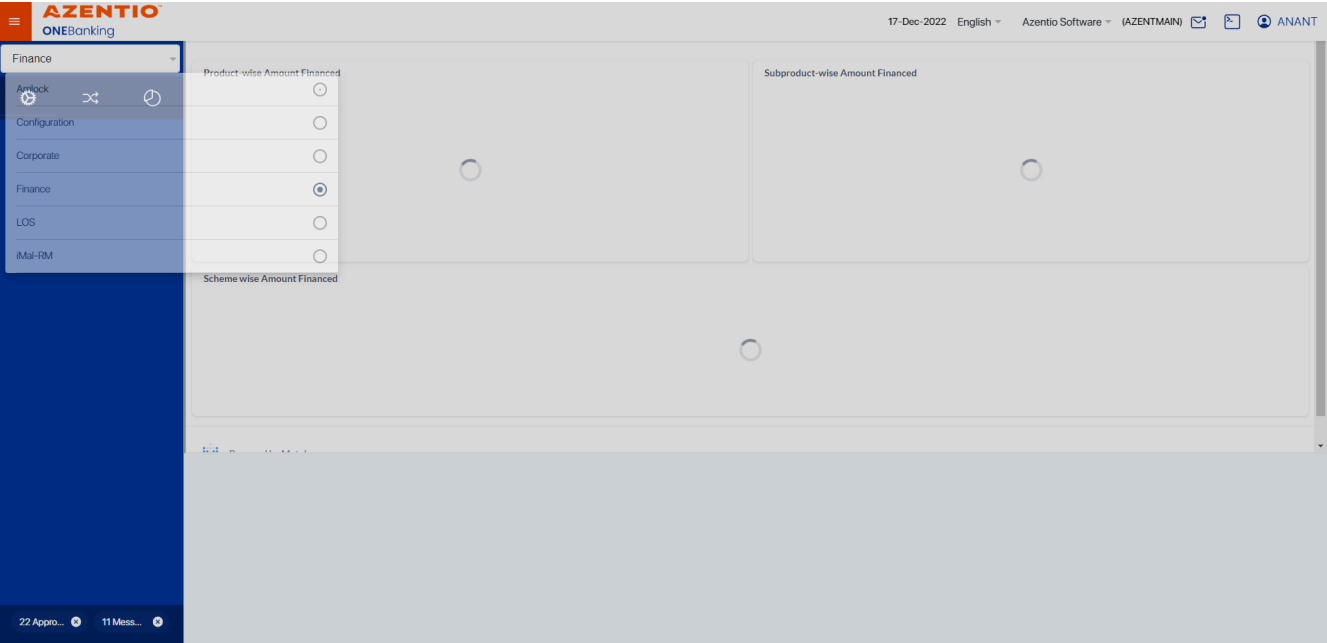 AZENTIO
ONEBanking
17-Dec-2022 English Azentio Software (AZENTMAIN) ANANT
Finance
Product-wise Amount Financed
Subproduct-wise Amount Financed
Amlock
Configuration
Corporate
Finance
LOS
iMal-RM
Scheme wise Amount Financed
22 Appro...
11 Mess...